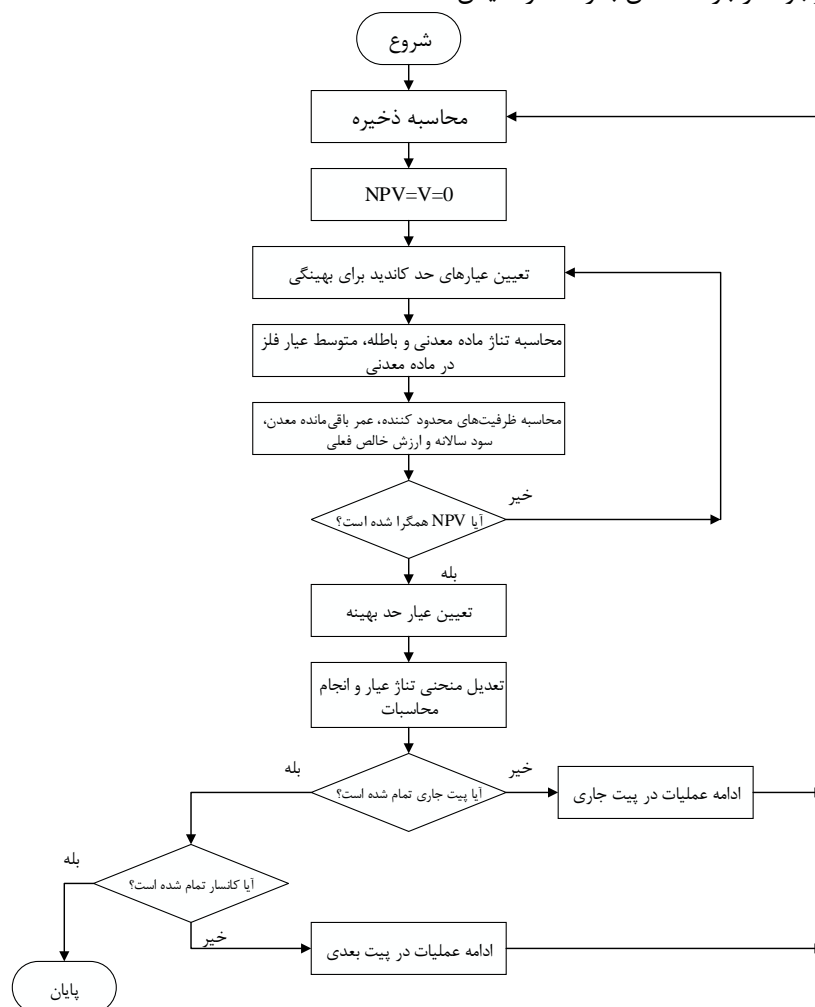 شروع
محاسبه ذخیره
NPV=V=0
تعیین عیارهای حد کاندید برای بهینگی
محاسبه تناژ ماده معدنی و باطله، متوسط عیار فلز
در ماده معدنی
محاسبه ظرفیت‌های محدود کننده، عمر باقی‌مانده معدن،
سود سالانه و ارزش خالص فعلی
خیر
آیا NPV همگرا شده است؟
بله
تعیین عیار حد بهینه
تعدیل منحنی تناژ عیار و انجام
محاسبات
بله
خیر
آیا پیت جاری تمام شده است؟
ادامه عملیات در پیت جاری
بله
آیا کانسار تمام شده است؟
خیر
ادامه عملیات در پیت بعدی
پایان